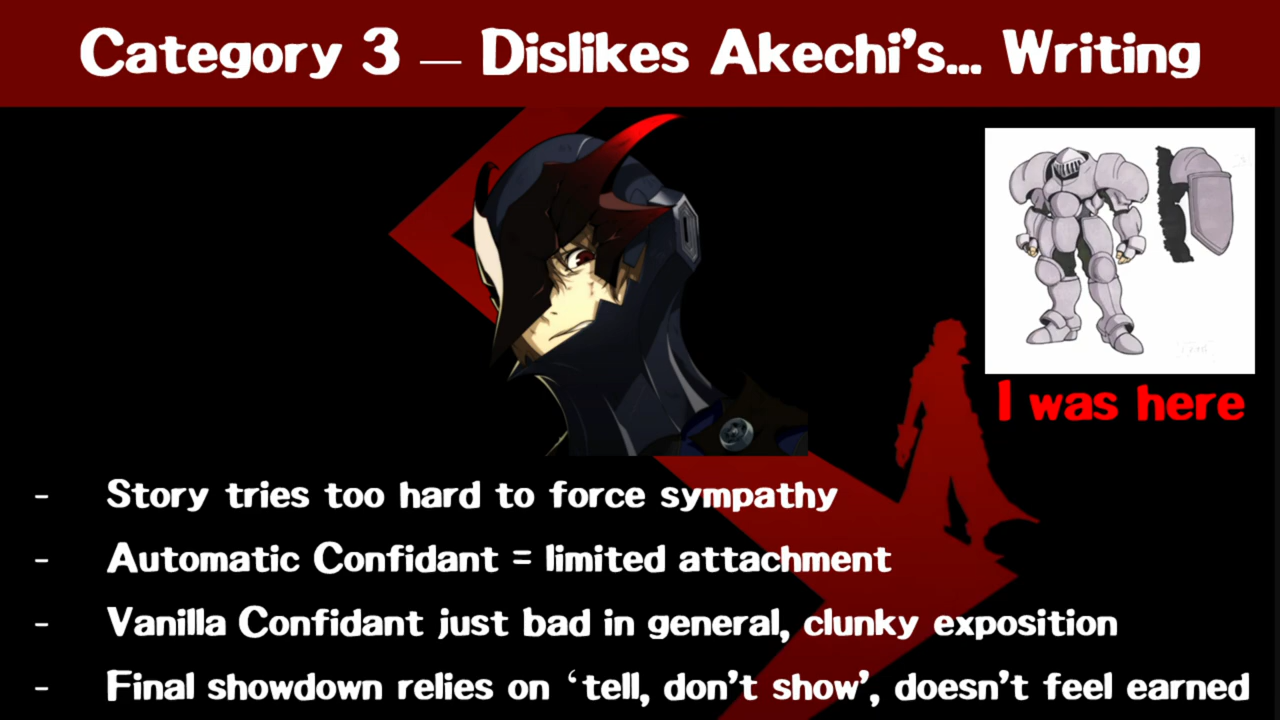 Category 3 — Dislikes Akechi's... Writing
I was here
- Story tries too hard to force sympathy
- Automatic Confidant = limited attachment
- Vanilla Confidant just bad in general, clunky exposition
- Final showdown relies on ‘tell, don’t show’, doesn’t feel earned